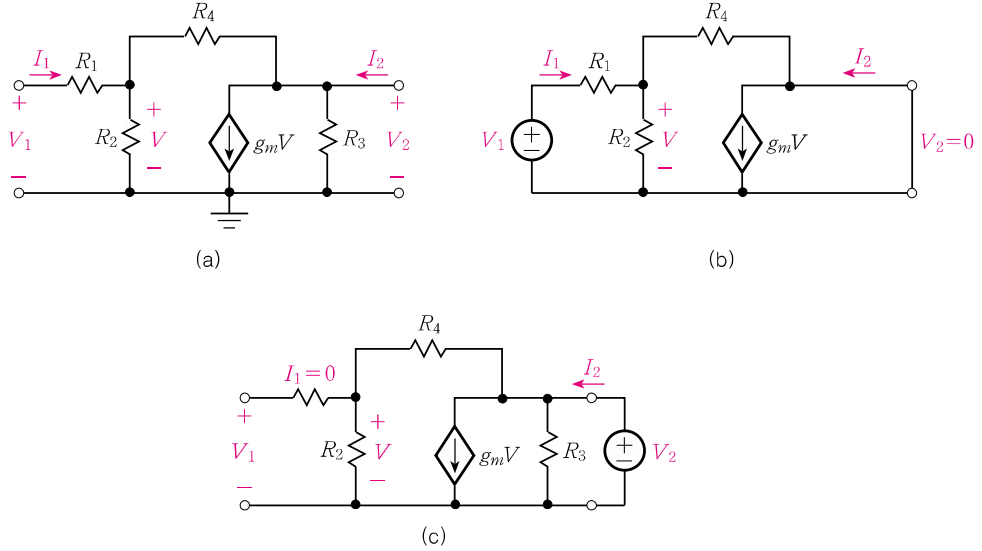 R4
I1 R1 I2
+ + +
V1 R2 V gmV R3 V2
− − −
(a)
R4
I1 R1 I2
+
V1 + − R2 V gmV V2=0
−
(b)
R4
I1=0 I2
+ +
V1 R2 V gmV R3 + − V2
− −
(c)